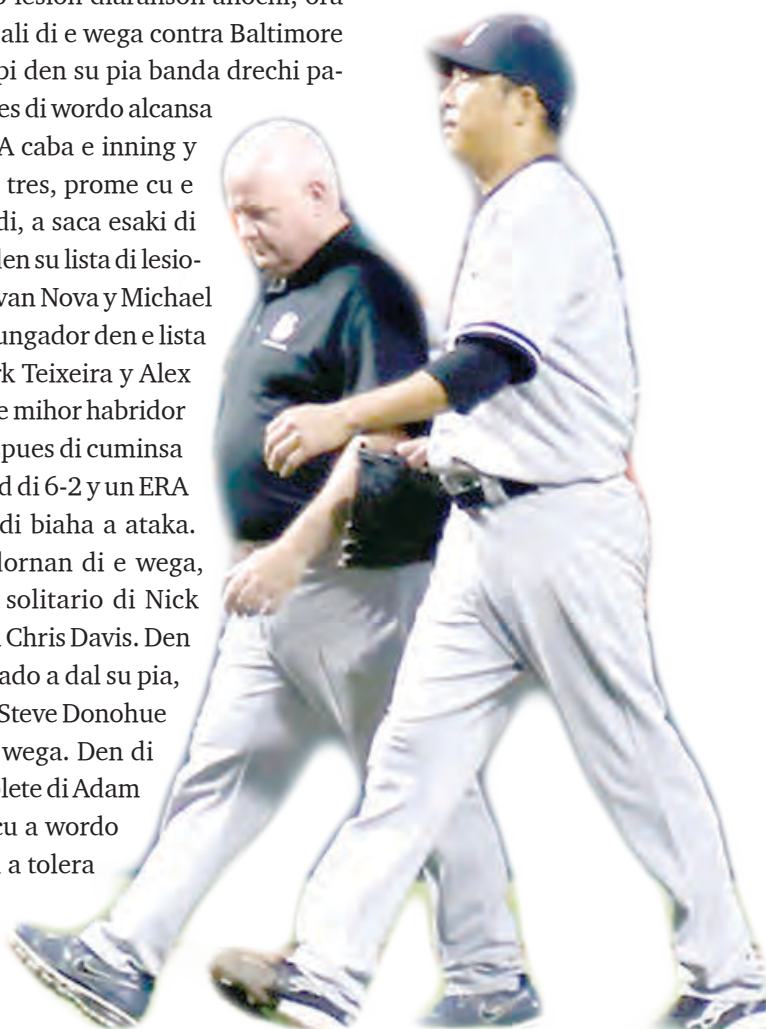 lesion diaranson anochi, ora
ali di e wega contra Baltimore
pi den su pia banda drechi pa-
es di wordo alcansa
A caba e inning y
tres, prome cu e
di, a saca esaki di
den su lista di lesio-
van Nova y Michael
ungador den e lista
rk Teixeira y Alex
e mihor habridor
spues di cuminsa
d di 6-2 y un ERA
di biaha a ataka.
lornan di e wega,
solitario di Nick
Chris Davis. Den
ado a dal su pia,
Steve Donohue
wega. Den di
lete di Adam
cu a wordo
a tolera